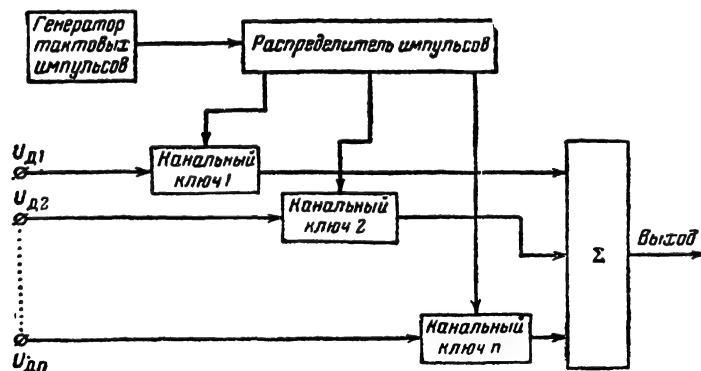 Генератор
тактовых
импульсов
Распределитель импульсов
Uд1
Канальный
ключ 1
Uд2
Канальный
ключ 2
Σ
Выход
Uдn
Канальный
ключ n